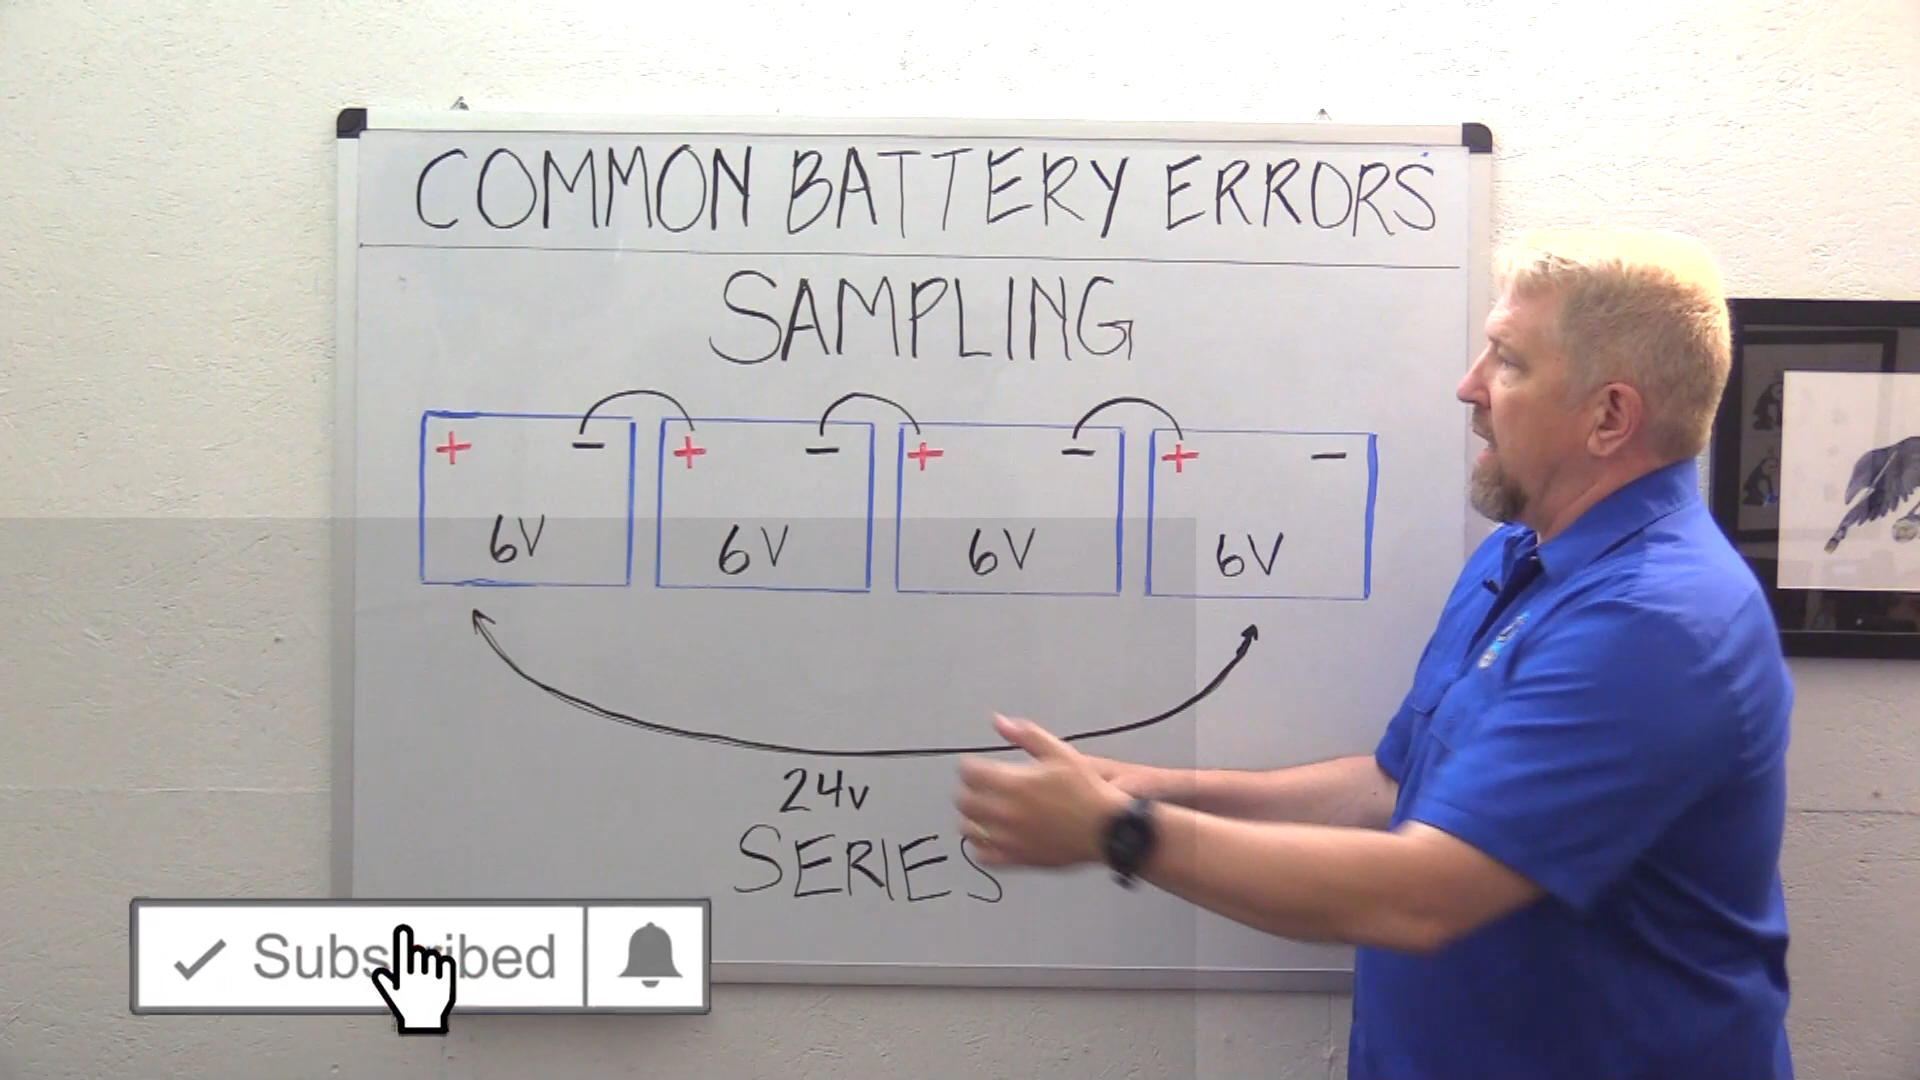 COMMON BATTERY ERRORS
SAMPLING
+ − + − + − + −
6V 6V 6V 6V
24v
SERIES
Subscribed